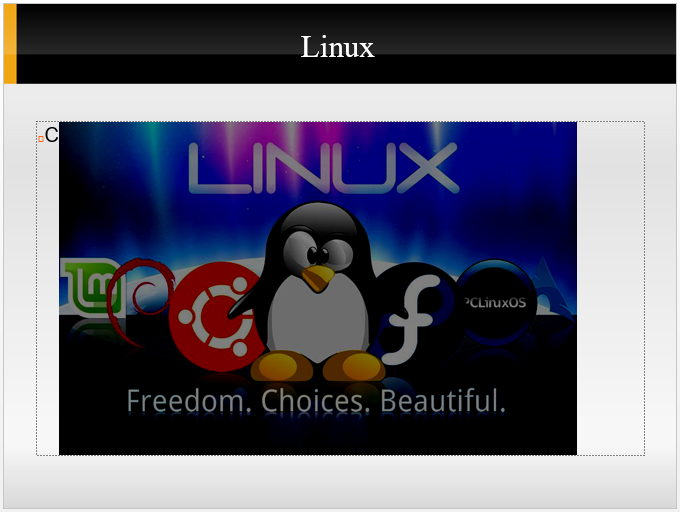 Linux
C
LINUX
PCLinuxOS
Freedom. Choices. Beautiful.